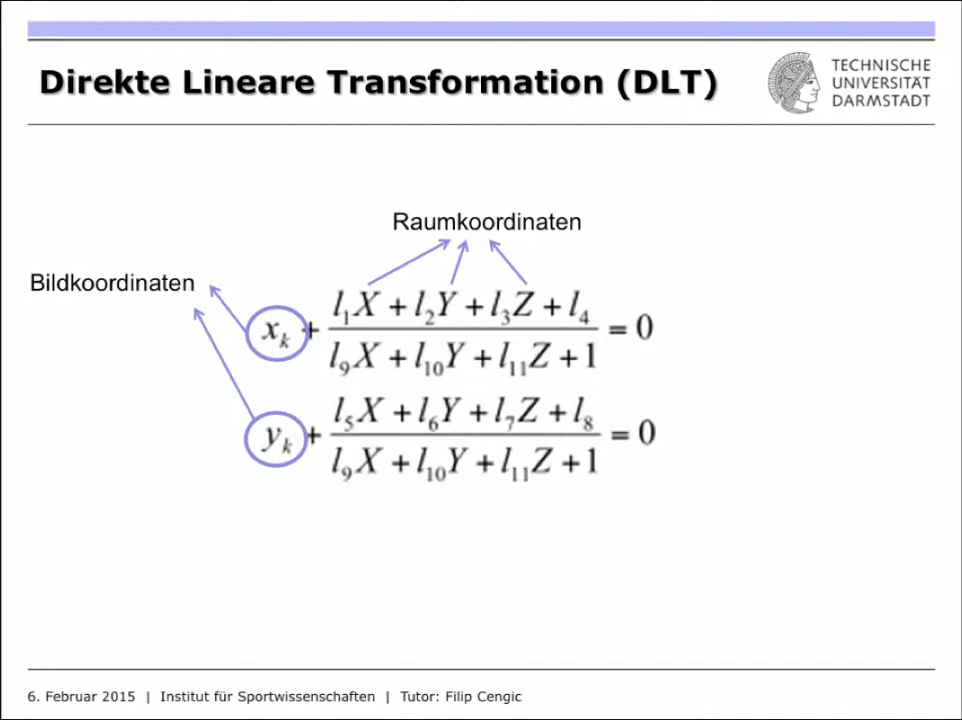 Direkte Lineare Transformation (DLT)
TECHNISCHE
UNIVERSITÄT
DARMSTADT
Raumkoordinaten
Bildkoordinaten
x_k + (l_1X + l_2Y + l_3Z + l_4) / (l_9X + l_10Y + l_11Z + 1) = 0
y_k + (l_5X + l_6Y + l_7Z + l_8) / (l_9X + l_10Y + l_11Z + 1) = 0
6. Februar 2015 | Institut für Sportwissenschaften | Tutor: Filip Cengic